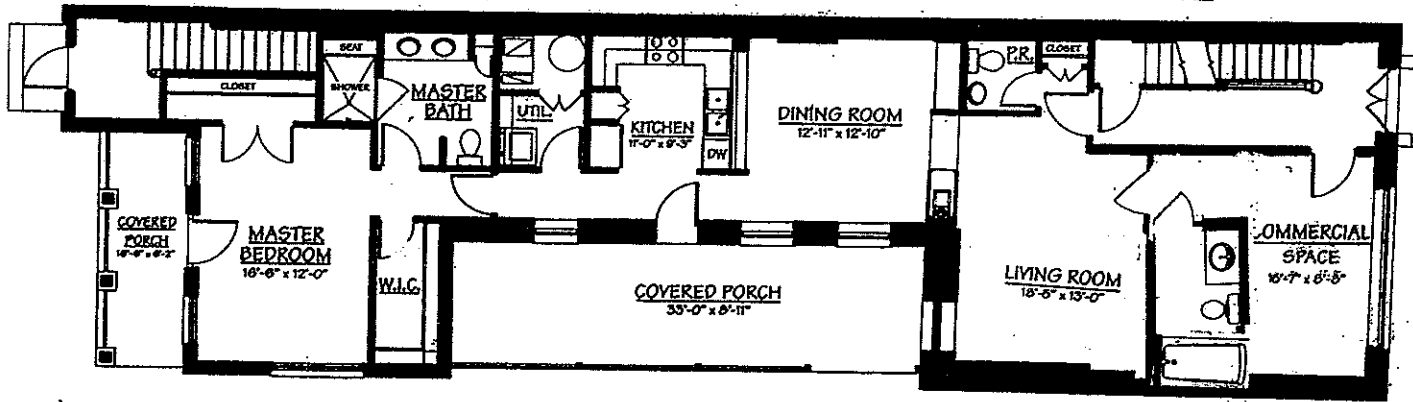 SEAT
SHOWER
CLOSET
MASTER
BATH
UTIL.
KITCHEN
11'-0" x 9'-3"
DW
DINING ROOM
12'-11" x 12'-10"
P.R.
CLOSET
COVERED
PORCH
MASTER
BEDROOM
16'-6" x 12'-0"
W.I.C.
COVERED PORCH
33'-0" x 8'-11"
LIVING ROOM
18'-5" x 13'-0"
OMMERCIAL
SPACE